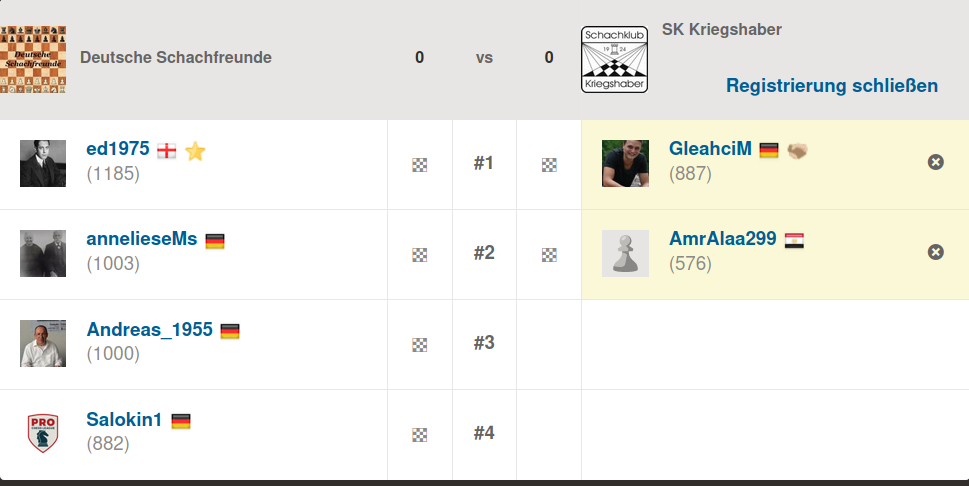 Deutsche
Schachfreunde
Deutsche Schachfreunde
0
vs
0
Schachklub
19 24
Kriegshaber
SK Kriegshaber
Registrierung schließen
ed1975
(1185)
#1
GleahciM
(887)
annelieseMs
(1003)
#2
AmrAlaa299
(576)
Andreas_1955
(1000)
#3
PRO
Salokin1
(882)
#4